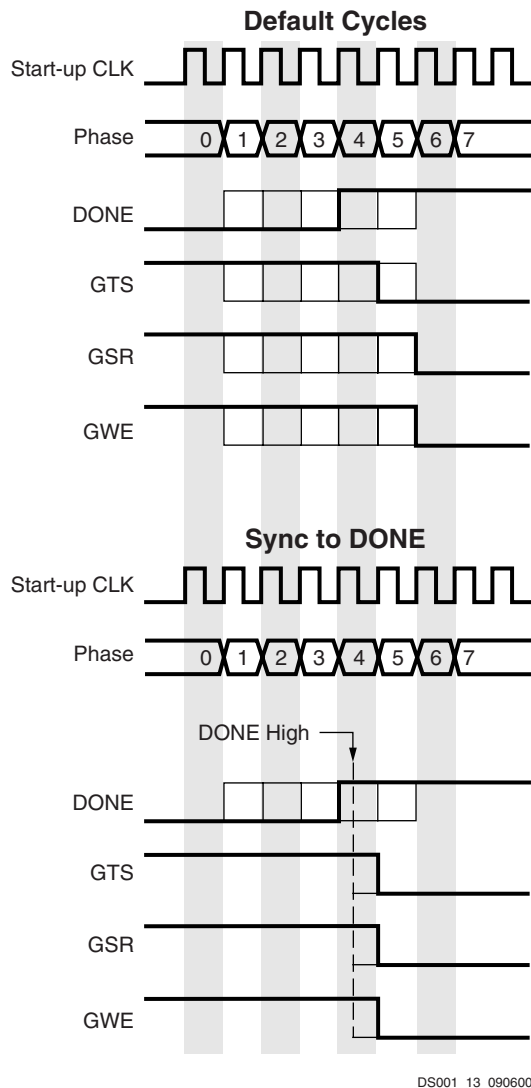 Default Cycles
Start-up CLK
Phase 0 1 2 3 4 5 6 7
DONE
GTS
GSR
GWE
Sync to DONE
Start-up CLK
Phase 0 1 2 3 4 5 6 7
DONE High
DONE
GTS
GSR
GWE
DS001_13_090600